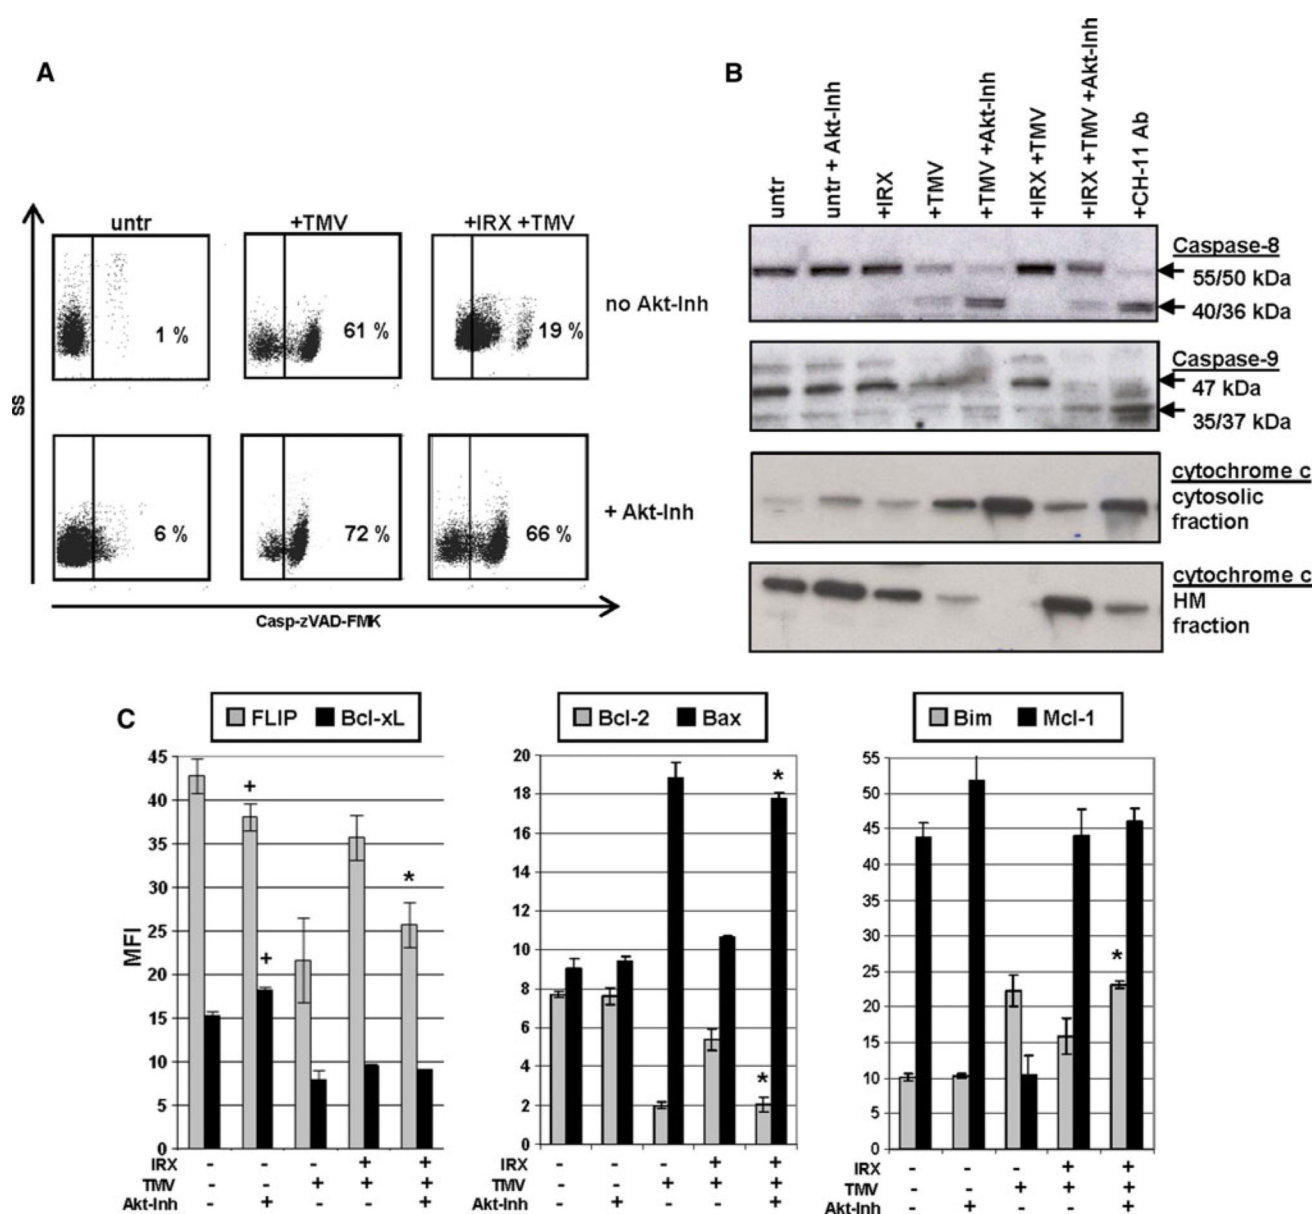 A
untr
+TMV
+IRX +TMV
1 %
61 %
19 %
no Akt-Inh
6 %
72 %
66 %
+ Akt-Inh
SS
Casp-zVAD-FMK
B
untr
untr + Akt-Inh
+IRX
+TMV
+TMV +Akt-Inh
+IRX +TMV
+IRX +TMV +Akt-Inh
+CH-11 Ab
Caspase-8
55/50 kDa
40/36 kDa
Caspase-9
47 kDa
35/37 kDa
cytochrome c
cytosolic
fraction
cytochrome c
HM
fraction
C
FLIP Bcl-xL
MFI
45
40
35
30
25
20
15
10
5
0
+
+
*
IRX - - - + +
TMV - - + + +
Akt-Inh - + - - +
Bcl-2 Bax
20
18
16
14
12
10
8
6
4
2
0
*
*
IRX - - - + +
TMV - - + + +
Akt-Inh - + - - +
Bim Mcl-1
55
50
45
40
35
30
25
20
15
10
5
0
*
IRX - - - + +
TMV - - + + +
Akt-Inh - + - - +